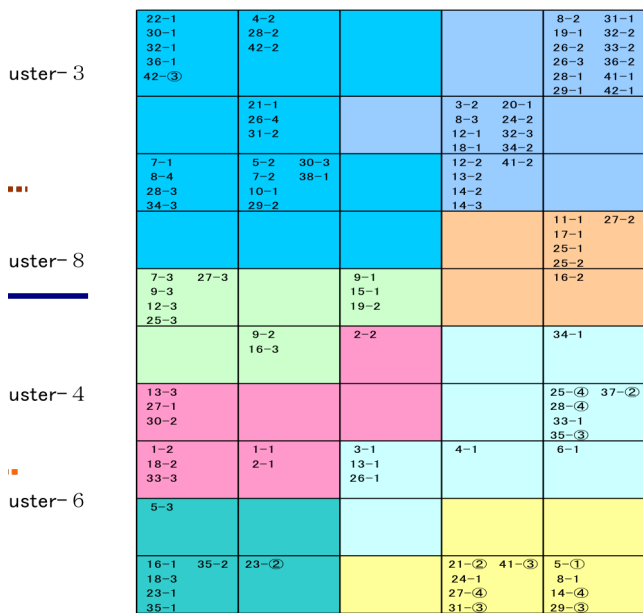 22-1 4-2 8-2 31-1
30-1 28-2 19-1 32-2
32-1 42-2 26-2 33-2
36-1 26-3 36-2
uster-3 42-③ 28-1 41-1
29-1 42-1
21-1 3-2 20-1
26-4 8-3 24-2
31-2 12-1 32-3
18-1 34-2
7-1 5-2 30-3 12-2 41-2
8-4 7-2 38-1 13-2
28-3 10-1 14-2
34-3 29-2 14-3
11-1 27-2
17-1
uster-8 25-1
25-2
7-3 27-3 9-1 16-2
9-3 15-1
12-3 19-2
25-3
9-2 2-2 34-1
16-3
uster-4 13-3 25-④ 37-②
27-1 28-④
30-2 33-1
35-③
1-2 1-1 3-1 4-1 6-1
18-2 2-1 13-1
33-3 26-1
uster-6 5-3
16-1 35-2 23-② 21-② 41-③ 5-①
18-3 24-1 8-1
23-1 27-④ 14-④
35-1 31-③ 29-③